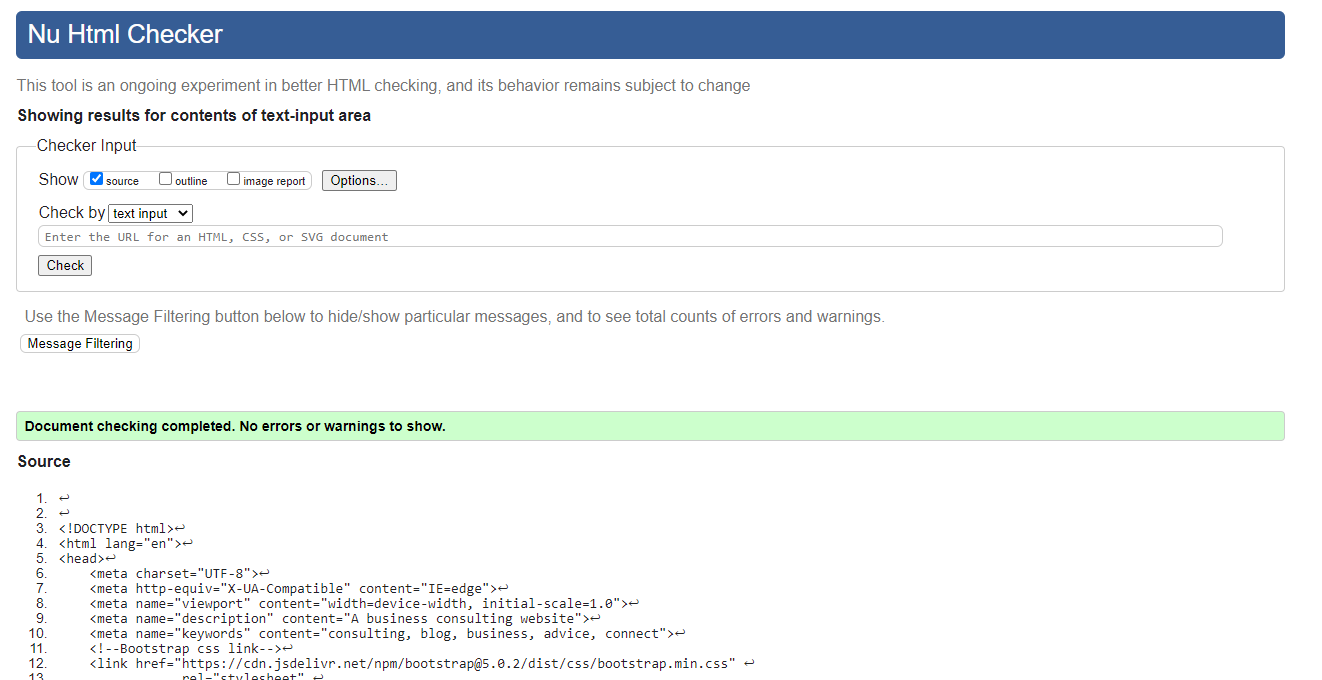 Nu Html Checker
This tool is an ongoing experiment in better HTML checking, and its behavior remains subject to change
Showing results for contents of text-input area
Checker Input
Show source outline image report Options...
Check by text input
Enter the URL for an HTML, CSS, or SVG document
Check
Use the Message Filtering button below to hide/show particular messages, and to see total counts of errors and warnings.
Message Filtering
Document checking completed. No errors or warnings to show.
Source
1. ↩
2. ↩
3. <!DOCTYPE html>↩
4. <html lang="en">↩
5. <head>↩
6. <meta charset="UTF-8">↩
7. <meta http-equiv="X-UA-Compatible" content="IE=edge">↩
8. <meta name="viewport" content="width=device-width, initial-scale=1.0">↩
9. <meta name="description" content="A business consulting website">↩
10. <meta name="keywords" content="consulting, blog, business, advice, connect">↩
11. <!--Bootstrap css link-->↩
12. <link href="https://cdn.jsdelivr.net/npm/bootstrap@5.0.2/dist/css/bootstrap.min.css" ↩
13. rel="stylesheet" ↩